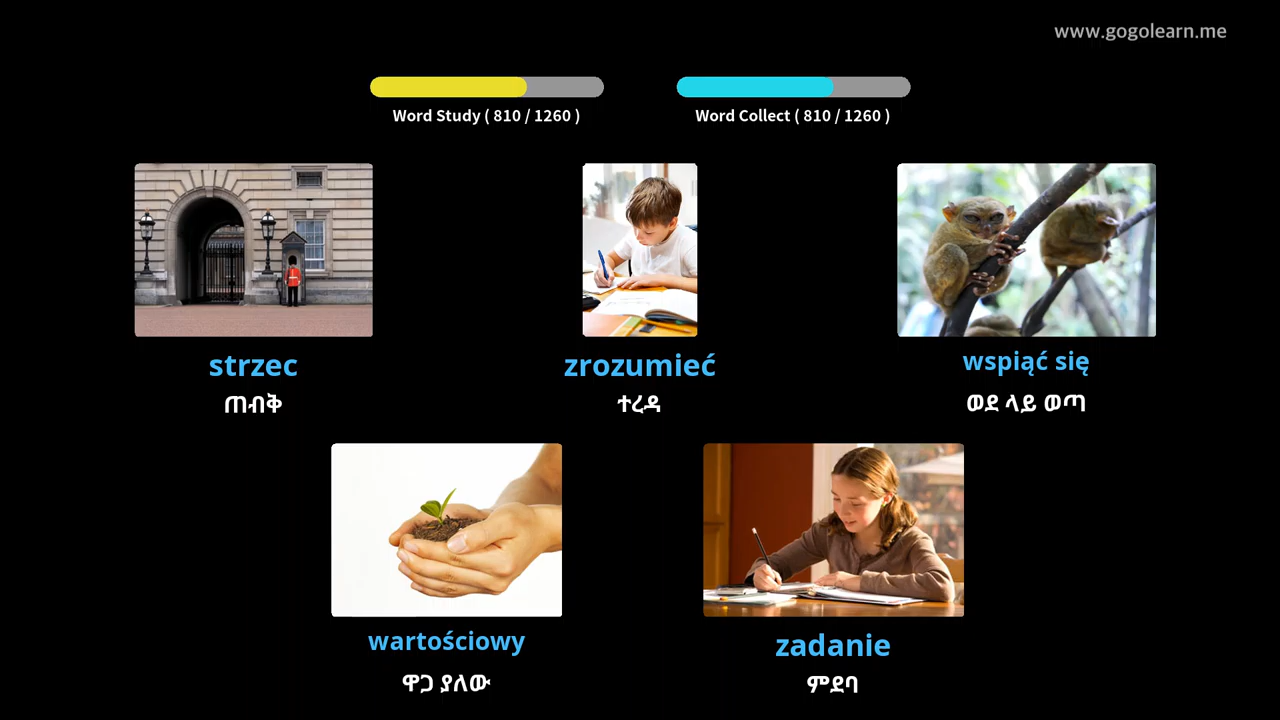 www.gogolearn.me
Word Study ( 810 / 1260 )
Word Collect ( 810 / 1260 )
strzec
ጠብቅ
zrozumieć
ተረዳ
wspiąć się
ወደ ላይ ወጣ
wartościowy
ዋጋ ያለው
zadanie
ምደባ